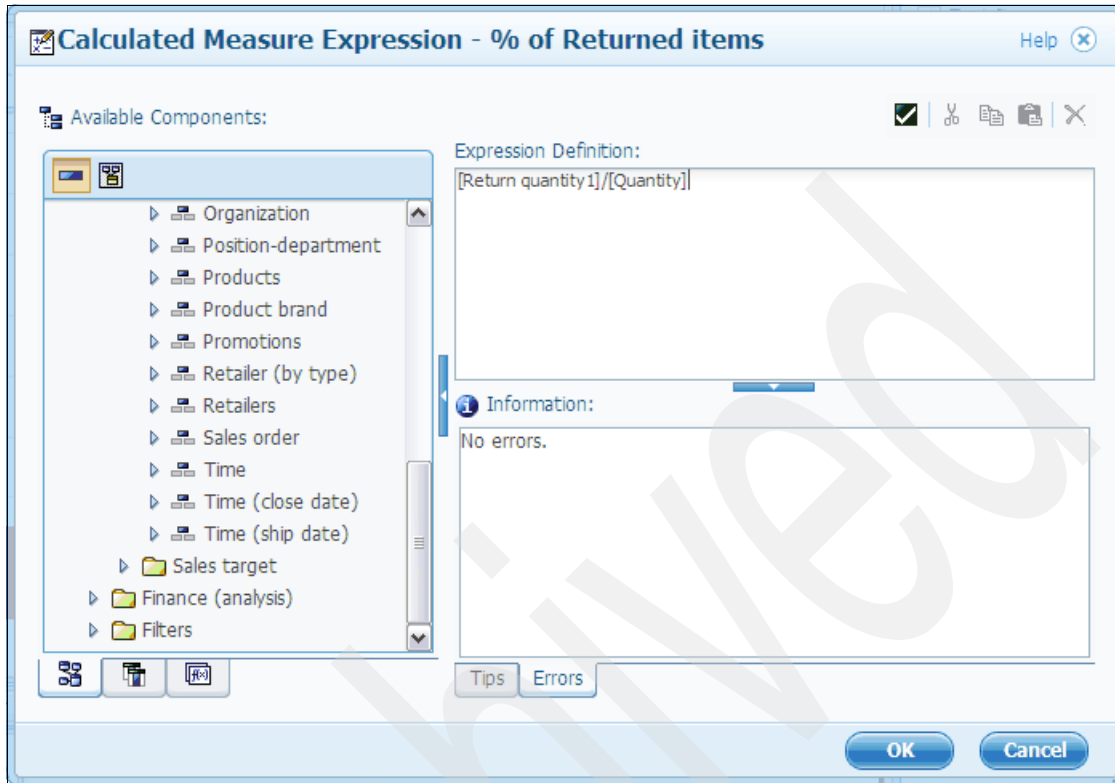 Calculated Measure Expression - % of Returned items
Help
Available Components:
Organization
Position-department
Products
Product brand
Promotions
Retailer (by type)
Retailers
Sales order
Time
Time (close date)
Time (ship date)
Sales target
Finance (analysis)
Filters
f(x)
Expression Definition:
[Return quantity1]/[Quantity]
Information:
No errors.
Tips
Errors
OK
Cancel
hived